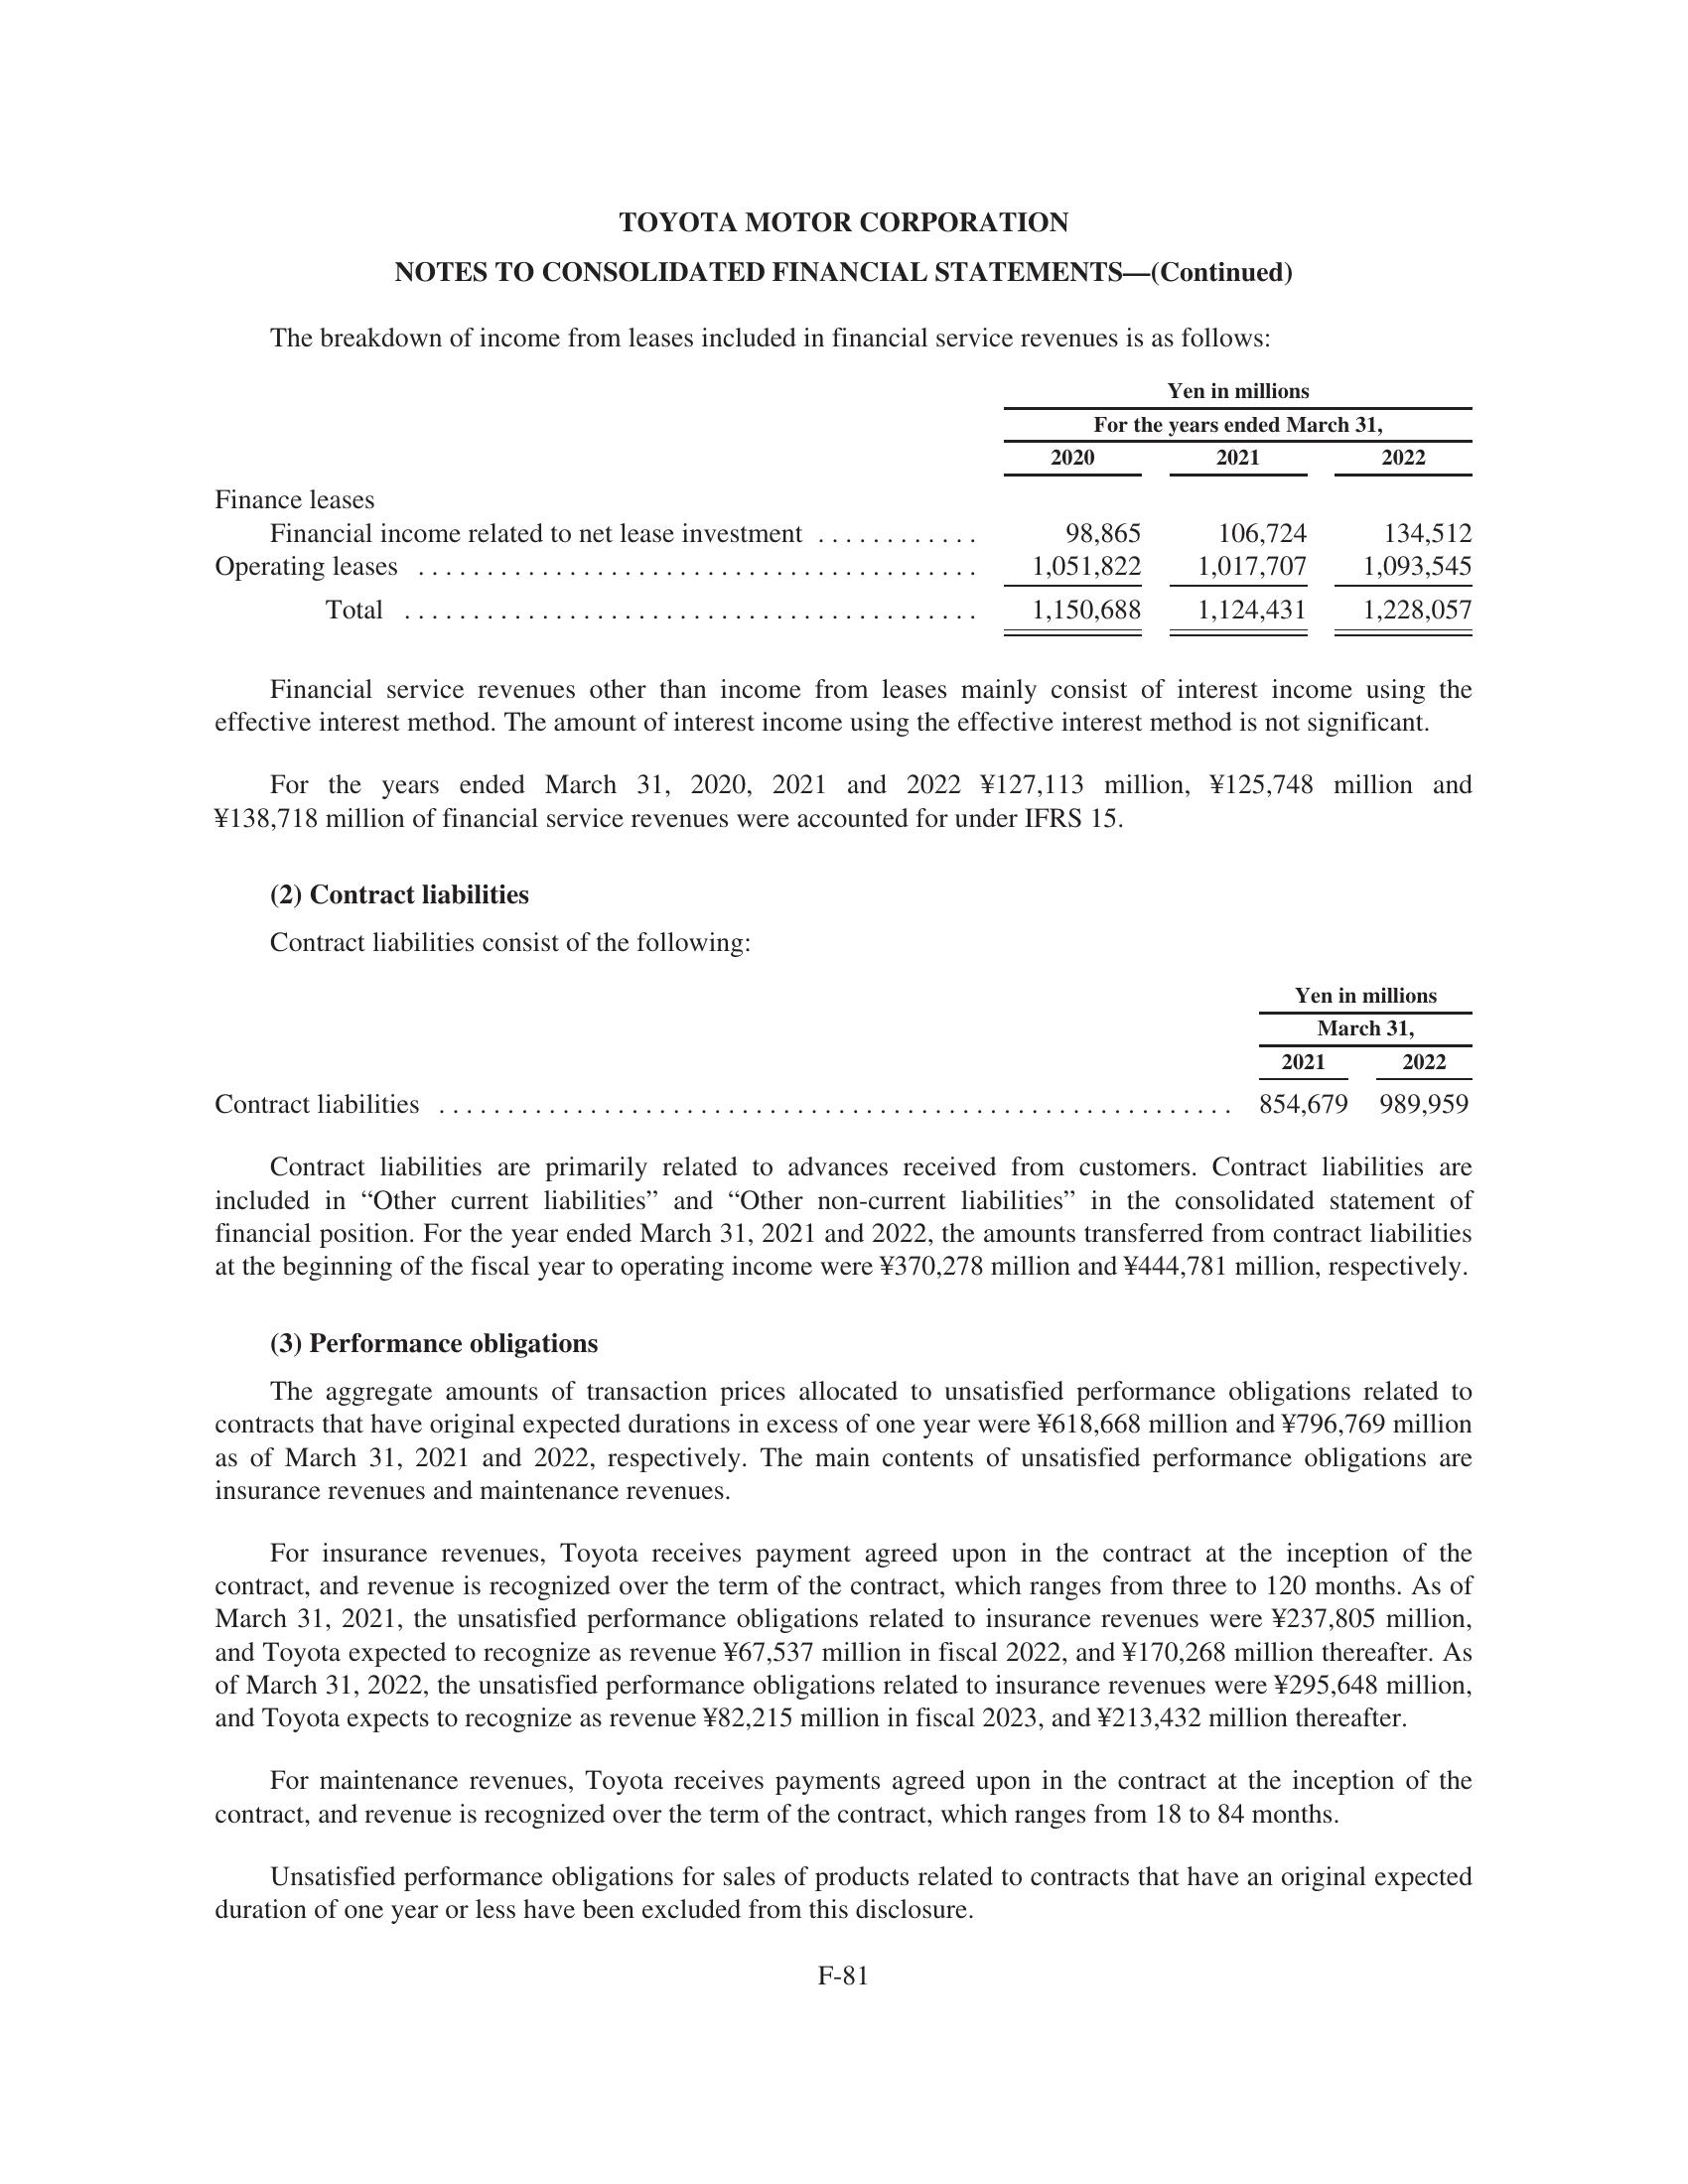 TOYOTA MOTOR CORPORATION
NOTES TO CONSOLIDATED FINANCIAL STATEMENTS—(Continued)
The breakdown of income from leases included in financial service revenues is as follows:
Yen in millions
For the years ended March 31,
2020 2021 2022
Finance leases
Financial income related to net lease investment ............ 98,865 106,724 134,512
Operating leases ......................................... 1,051,822 1,017,707 1,093,545
Total .......................................... 1,150,688 1,124,431 1,228,057
Financial service revenues other than income from leases mainly consist of interest income using the
effective interest method. The amount of interest income using the effective interest method is not significant.
For the years ended March 31, 2020, 2021 and 2022 ¥127,113 million, ¥125,748 million and
¥138,718 million of financial service revenues were accounted for under IFRS 15.
(2) Contract liabilities
Contract liabilities consist of the following:
Yen in millions
March 31,
2021 2022
Contract liabilities .......................................................... 854,679 989,959
Contract liabilities are primarily related to advances received from customers. Contract liabilities are
included in “Other current liabilities” and “Other non-current liabilities” in the consolidated statement of
financial position. For the year ended March 31, 2021 and 2022, the amounts transferred from contract liabilities
at the beginning of the fiscal year to operating income were ¥370,278 million and ¥444,781 million, respectively.
(3) Performance obligations
The aggregate amounts of transaction prices allocated to unsatisfied performance obligations related to
contracts that have original expected durations in excess of one year were ¥618,668 million and ¥796,769 million
as of March 31, 2021 and 2022, respectively. The main contents of unsatisfied performance obligations are
insurance revenues and maintenance revenues.
For insurance revenues, Toyota receives payment agreed upon in the contract at the inception of the
contract, and revenue is recognized over the term of the contract, which ranges from three to 120 months. As of
March 31, 2021, the unsatisfied performance obligations related to insurance revenues were ¥237,805 million,
and Toyota expected to recognize as revenue ¥67,537 million in fiscal 2022, and ¥170,268 million thereafter. As
of March 31, 2022, the unsatisfied performance obligations related to insurance revenues were ¥295,648 million,
and Toyota expects to recognize as revenue ¥82,215 million in fiscal 2023, and ¥213,432 million thereafter.
For maintenance revenues, Toyota receives payments agreed upon in the contract at the inception of the
contract, and revenue is recognized over the term of the contract, which ranges from 18 to 84 months.
Unsatisfied performance obligations for sales of products related to contracts that have an original expected
duration of one year or less have been excluded from this disclosure.
F-81